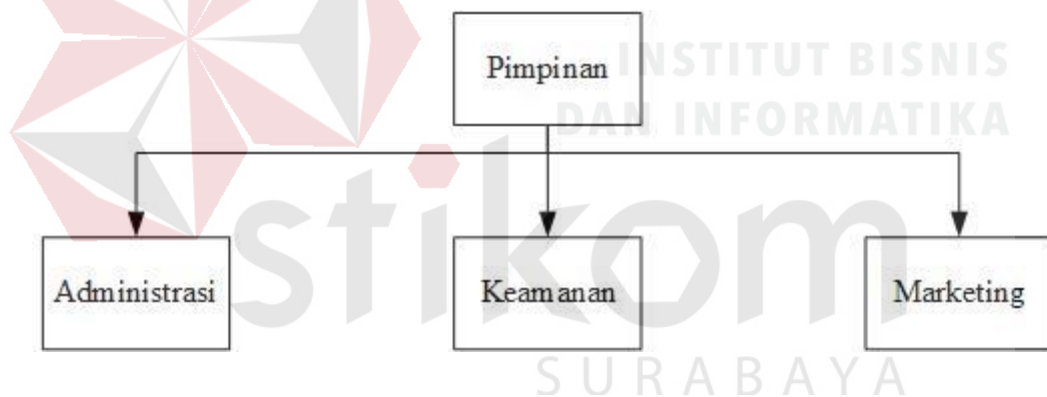 Pimpinan
INSTITUT BISNIS
DAN INFORMATIKA
stikom
Administrasi
Keamanan
Marketing
SURABAYA